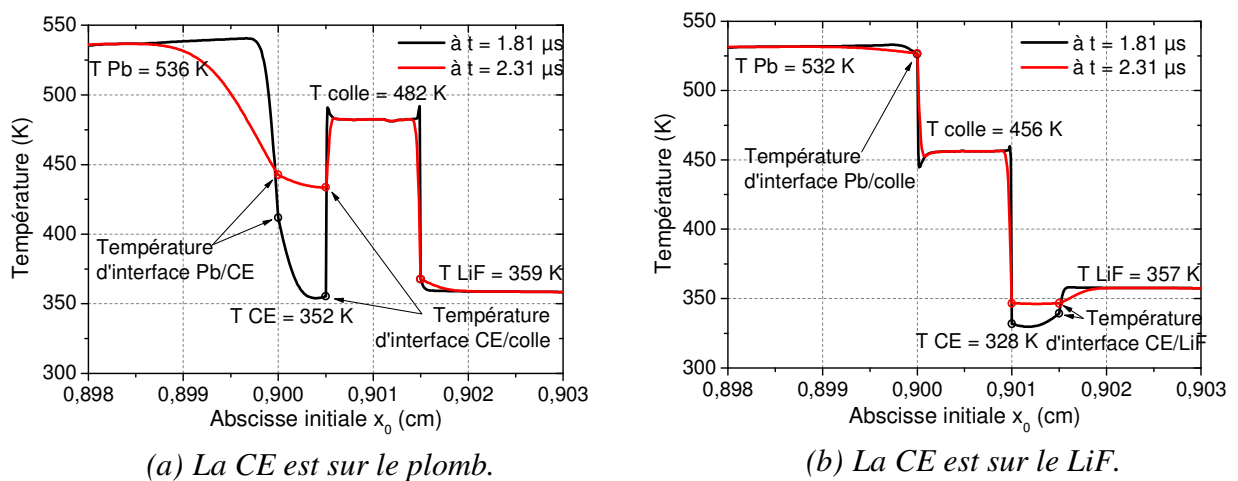 550
500
450
400
350
300
Température (K)
à t = 1.81 µs
à t = 2.31 µs
T Pb = 536 K
T colle = 482 K
Température
d'interface Pb/CE
T CE = 352 K
T LiF = 359 K
Température
d'interface CE/colle
0,898 0,899 0,900 0,901 0,902 0,903
Abscisse initiale x0 (cm)
(a) La CE est sur le plomb.
550
500
450
400
350
300
Température (K)
à t = 1.81 µs
à t = 2.31 µs
T Pb = 532 K
T colle = 456 K
Température
d'interface Pb/colle
T LiF = 357 K
T CE = 328 K
Température
d'interface CE/LiF
0,898 0,899 0,900 0,901 0,902 0,903
Abscisse initiale x0 (cm)
(b) La CE est sur le LiF.